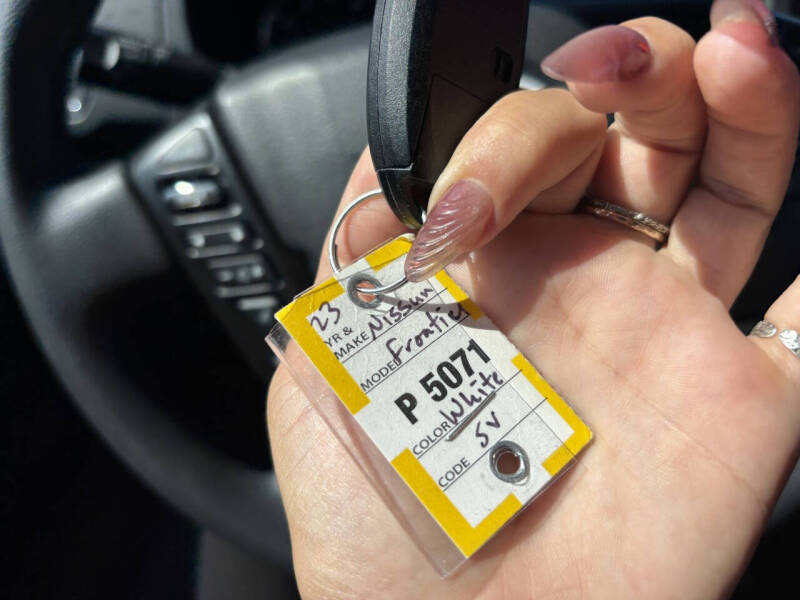 23 Nissan
YR &
MAKE
MODEL Frontier
P 5071
COLOR White
CODE SV